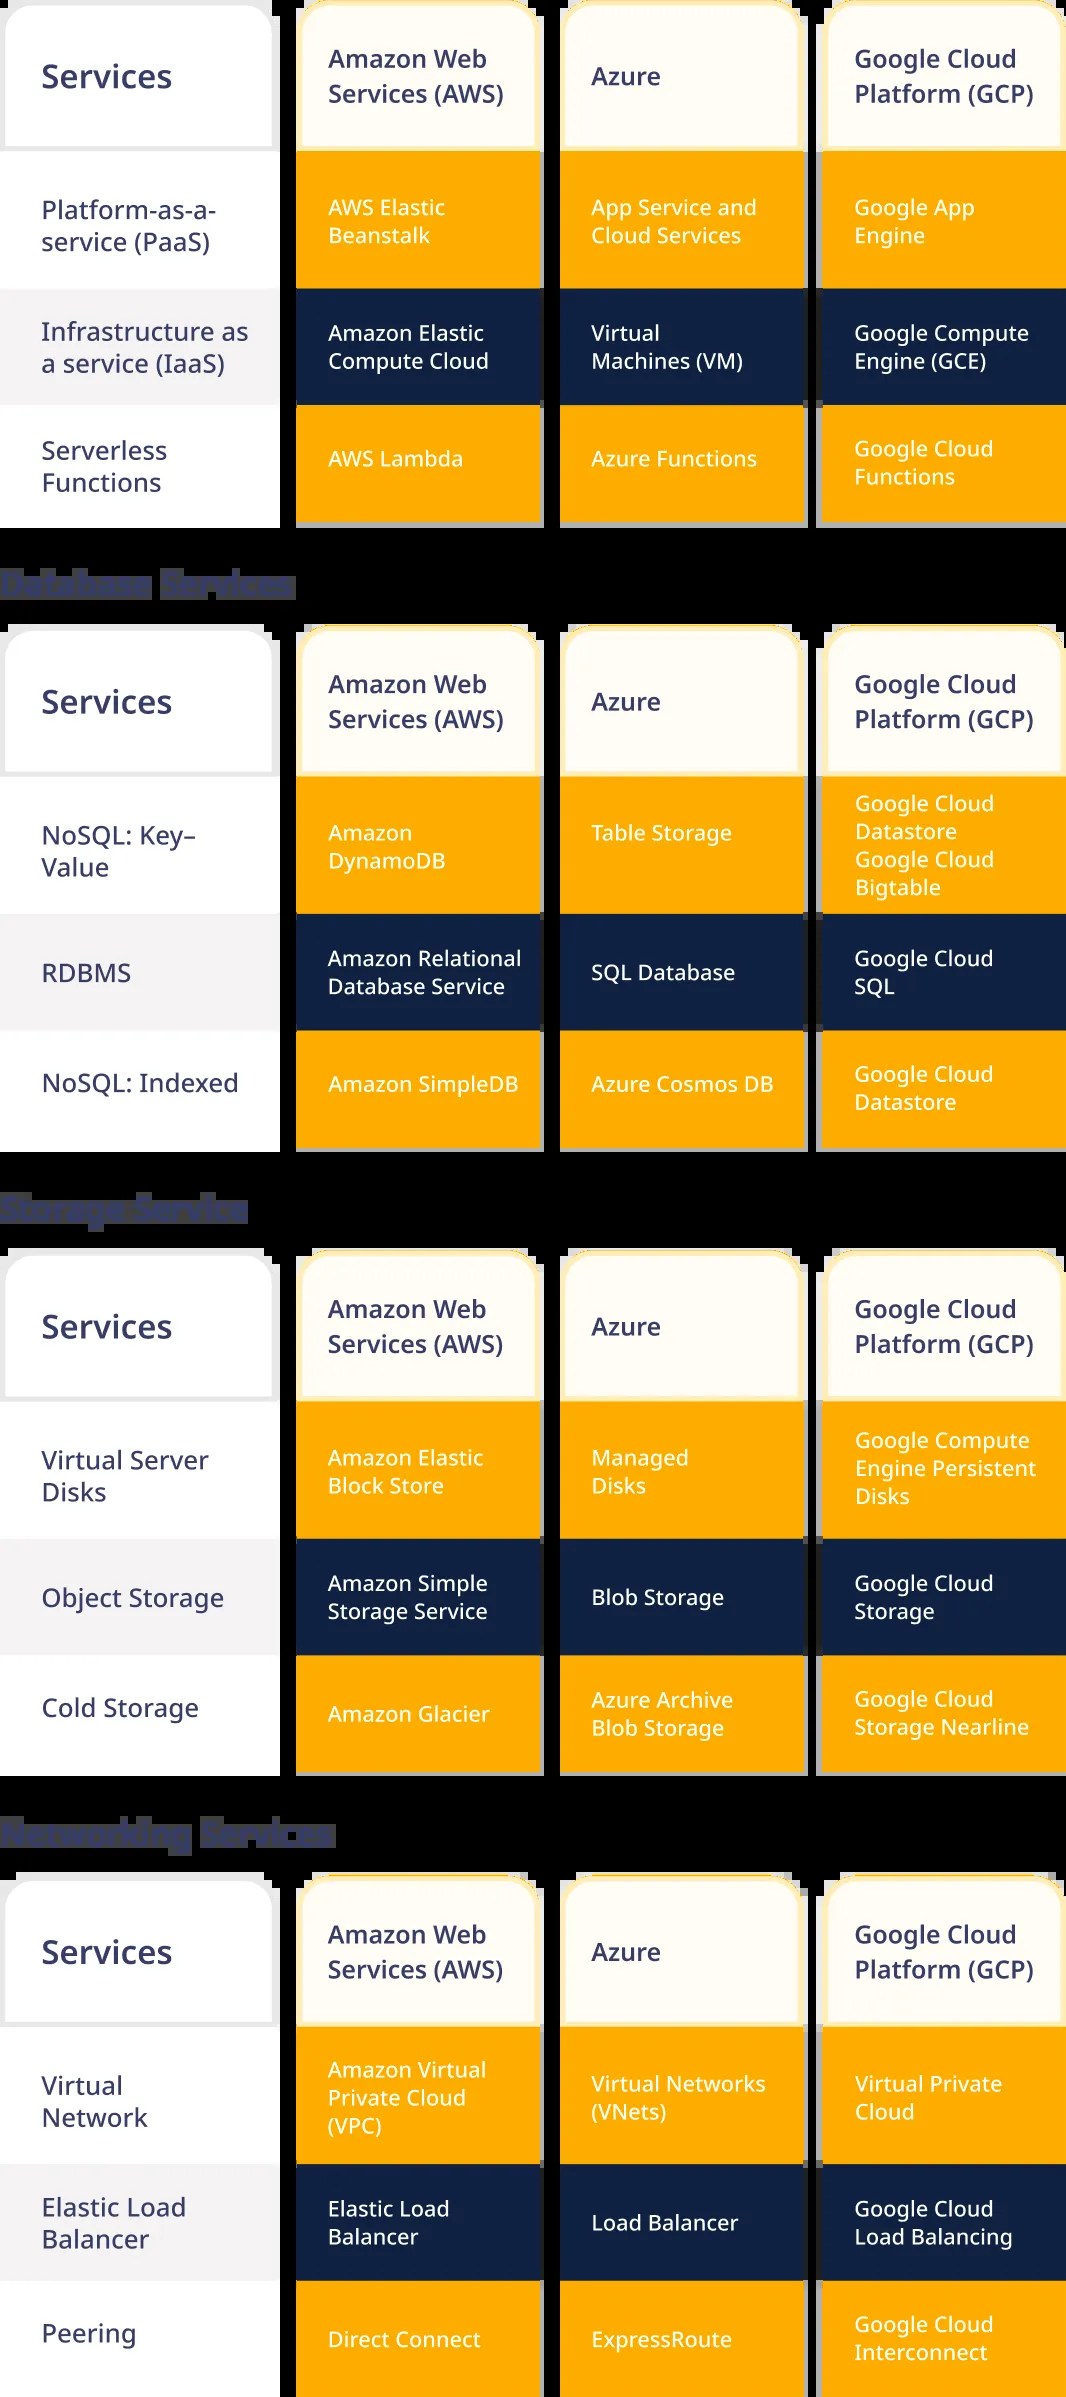 Services
Amazon Web
Services (AWS)
Azure
Google Cloud
Platform (GCP)
Platform-as-a-
service (PaaS)
AWS Elastic
Beanstalk
App Service and
Cloud Services
Google App
Engine
Infrastructure as
a service (IaaS)
Amazon Elastic
Compute Cloud
Virtual
Machines (VM)
Google Compute
Engine (GCE)
Serverless
Functions
AWS Lambda
Azure Functions
Google Cloud
Functions
Database Services
Services
Amazon Web
Services (AWS)
Azure
Google Cloud
Platform (GCP)
NoSQL: Key–
Value
Amazon
DynamoDB
Table Storage
Google Cloud
Datastore
Google Cloud
Bigtable
RDBMS
Amazon Relational
Database Service
SQL Database
Google Cloud
SQL
NoSQL: Indexed
Amazon SimpleDB
Azure Cosmos DB
Google Cloud
Datastore
Storage Service
Services
Amazon Web
Services (AWS)
Azure
Google Cloud
Platform (GCP)
Virtual Server
Disks
Amazon Elastic
Block Store
Managed
Disks
Google Compute
Engine Persistent
Disks
Object Storage
Amazon Simple
Storage Service
Blob Storage
Google Cloud
Storage
Cold Storage
Amazon Glacier
Azure Archive
Blob Storage
Google Cloud
Storage Nearline
Networking Services
Services
Amazon Web
Services (AWS)
Azure
Google Cloud
Platform (GCP)
Virtual
Network
Amazon Virtual
Private Cloud
(VPC)
Virtual Networks
(VNets)
Virtual Private
Cloud
Elastic Load
Balancer
Elastic Load
Balancer
Load Balancer
Google Cloud
Load Balancing
Peering
Direct Connect
ExpressRoute
Google Cloud
Interconnect